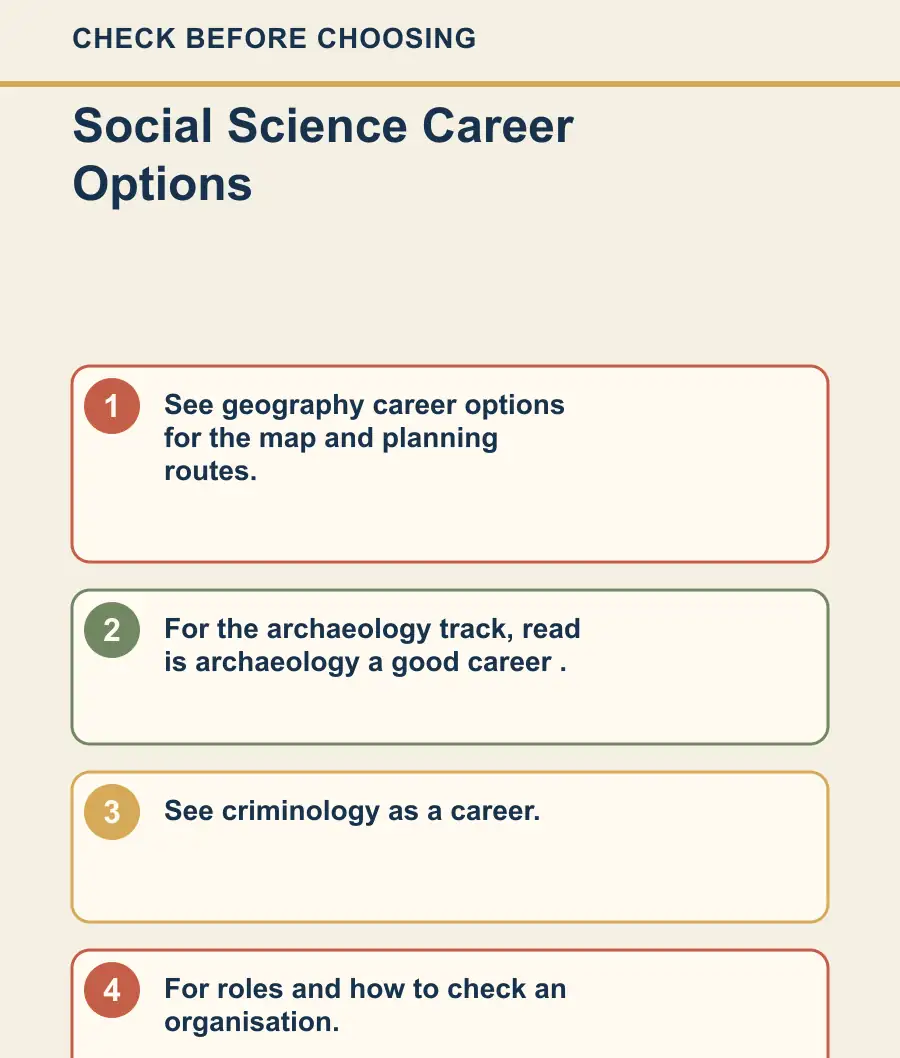 CHECK BEFORE CHOOSING
Social Science Career
Options
1
See geography career options
for the map and planning
routes.
2
For the archaeology track, read
is archaeology a good career .
3
See criminology as a career.
4
For roles and how to check an
organisation.